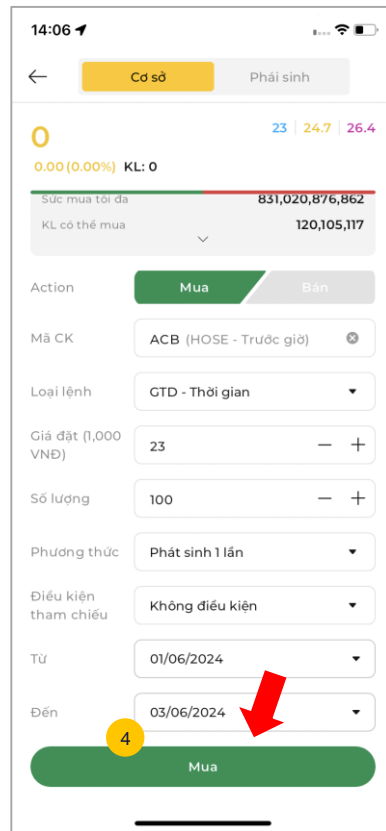 14:06
Cơ sở Phái sinh
0 23 24.7 26.4
0.00 (0.00%) KL: 0
Sức mua tối đa 831,020,876,862
KL có thể mua 120,105,117
Action Mua Bán
Mã CK ACB (HOSE - Trước giờ)
Loại lệnh GTD - Thời gian
Giá đặt (1,000
VNĐ) 23
Số lượng 100
Phương thức Phát sinh 1 lần
Điều kiện
tham chiếu Không điều kiện
Từ 01/06/2024
Đến 03/06/2024
4
Mua